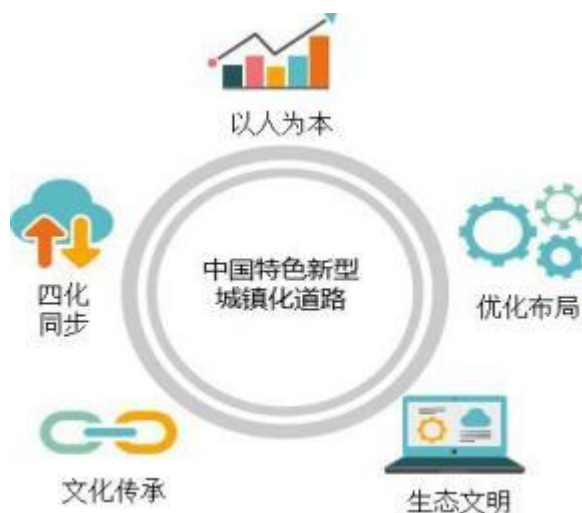 以人为本
四化
同步
中国特色新型
城镇化道路
优化布局
文化传承
生态文明